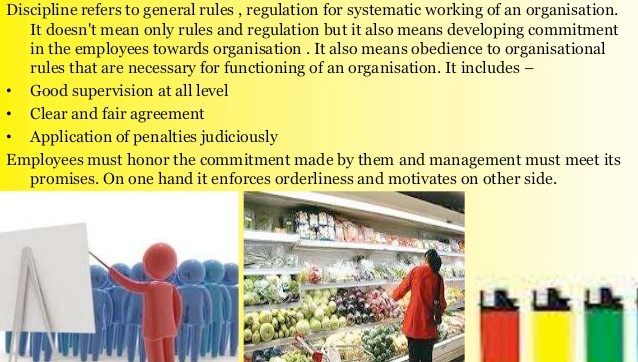 Discipline refers to general rules , regulation for systematic working of an organisation.
It doesn't mean only rules and regulation but it also means developing commitment
in the employees towards organisation . It also means obedience to organisational
rules that are necessary for functioning of an organisation. It includes –
• Good supervision at all level
• Clear and fair agreement
• Application of penalties judiciously
Employees must honor the commitment made by them and management must meet its
promises. On one hand it enforces orderliness and motivates on other side.